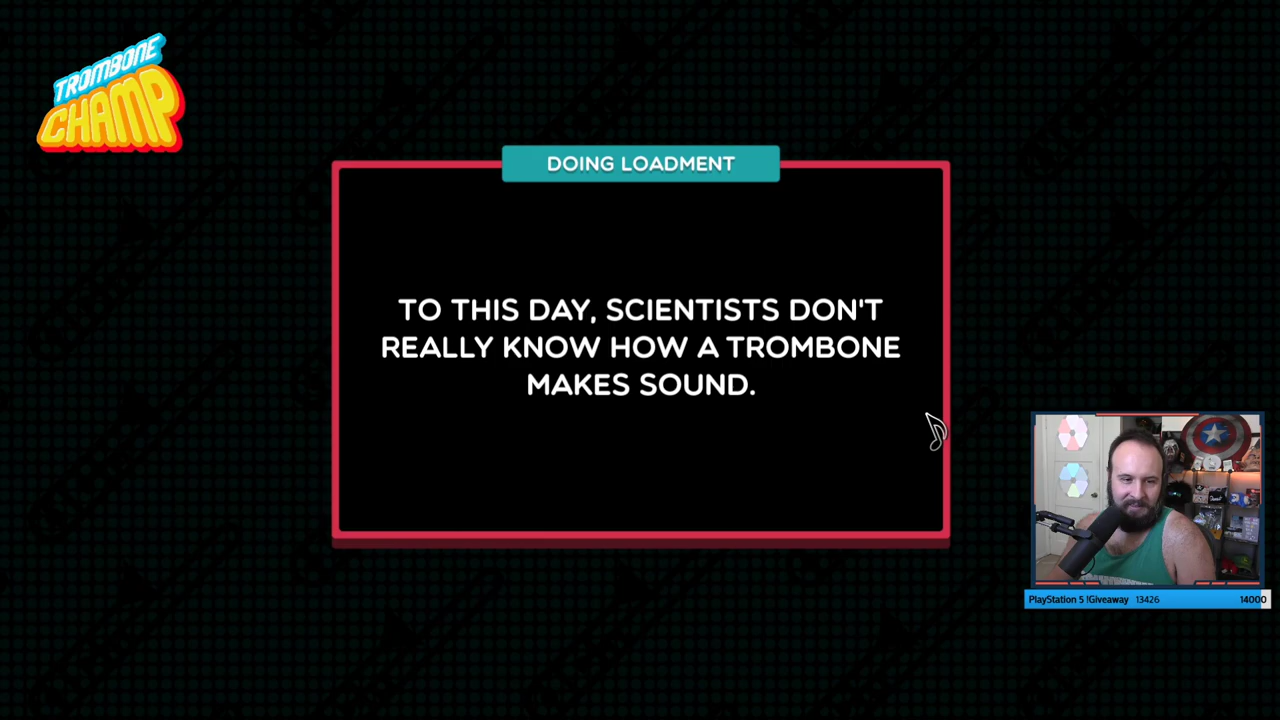 TROMBONE
CHAMP
DOING LOADMENT
TO THIS DAY, SCIENTISTS DON'T
REALLY KNOW HOW A TROMBONE
MAKES SOUND.
PlayStation 5 !Giveaway 13426 14000